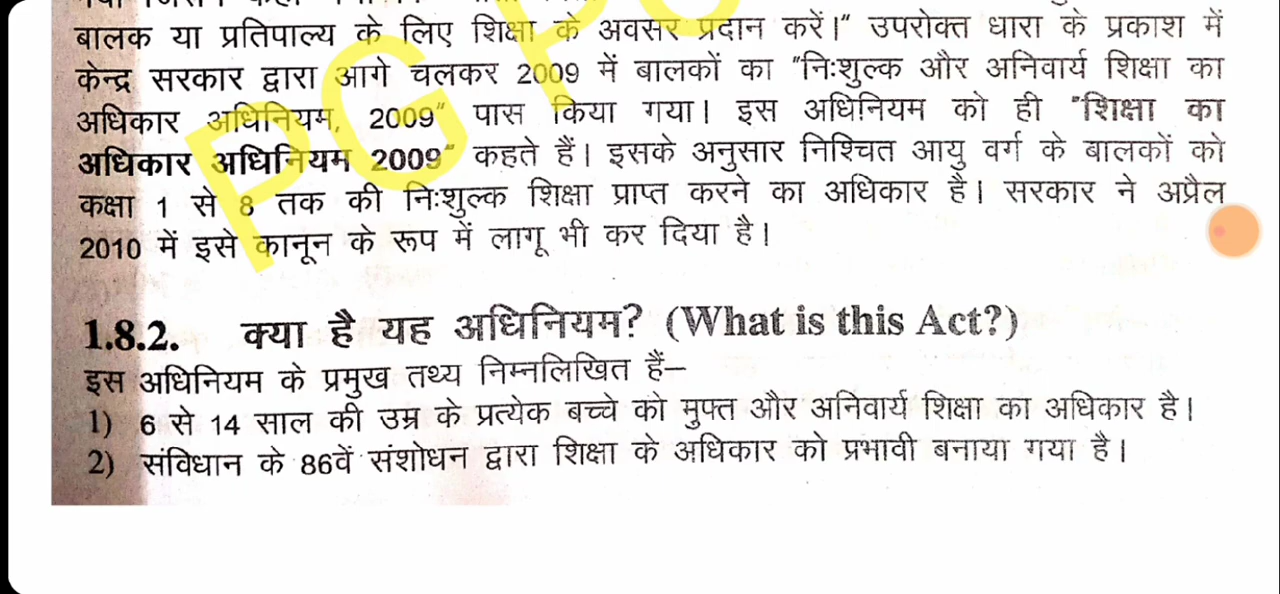 बालक या प्रतिपाल्य के लिए शिक्षा के अवसर प्रदान करें।" उपरोक्त धारा के प्रकाश में
केन्द्र सरकार द्वारा आगे चलकर 2009 में बालकों का "निःशुल्क और अनिवार्य शिक्षा का
अधिकार अधिनियम, 2009" पास किया गया। इस अधिनियम को ही "शिक्षा का
अधिकार अधिनियम 2009" कहते हैं। इसके अनुसार निश्चित आयु वर्ग के बालकों को
कक्षा 1 से 8 तक की निःशुल्क शिक्षा प्राप्त करने का अधिकार है। सरकार ने अप्रैल
2010 में इसे कानून के रूप में लागू भी कर दिया है।
1.8.2. क्या है यह अधिनियम? (What is this Act?)
इस अधिनियम के प्रमुख तथ्य निम्नलिखित हैं–
1) 6 से 14 साल की उम्र के प्रत्येक बच्चे को मुफ्त और अनिवार्य शिक्षा का अधिकार है।
2) संविधान के 86वें संशोधन द्वारा शिक्षा के अधिकार को प्रभावी बनाया गया है।
PG